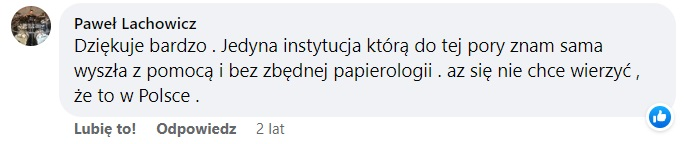 Paweł Lachowicz
Dziękuje bardzo . Jedyna instytucja którą do tej pory znam sama
wyszła z pomocą i bez zbędnej papierologii . az się nie chce wierzyć ,
że to w Polsce .
Lubię to! Odpowiedz 2 lat